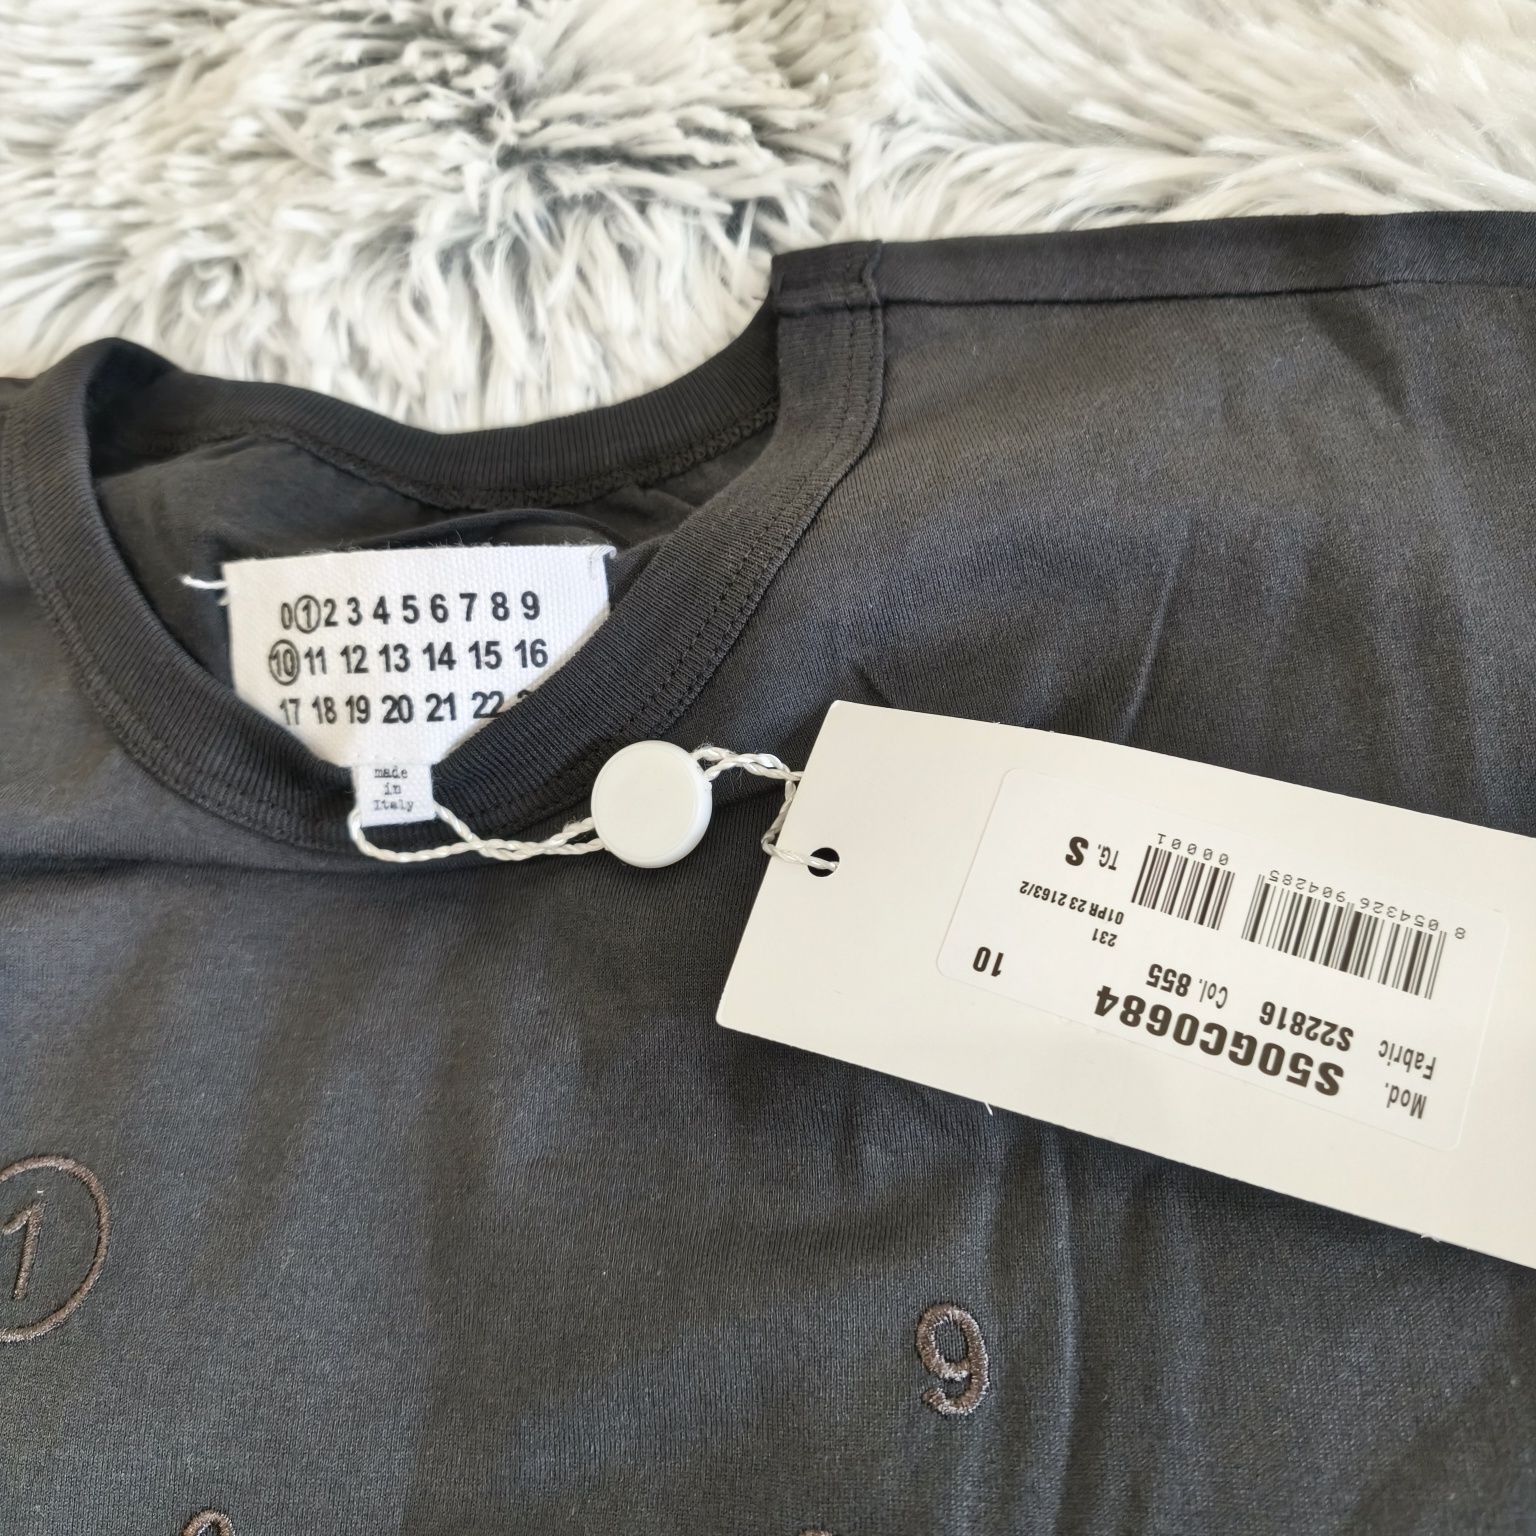 0 1 2 3 4 5 6 7 8 9
10 11 12 13 14 15 16
17 18 19 20 21 22
made
in
Italy
Mod. S50GC0684
Fabric S22816 Col. 855 10
231
01PR 23 2163/2
8 054326 904285
00001
TG. S
1
9